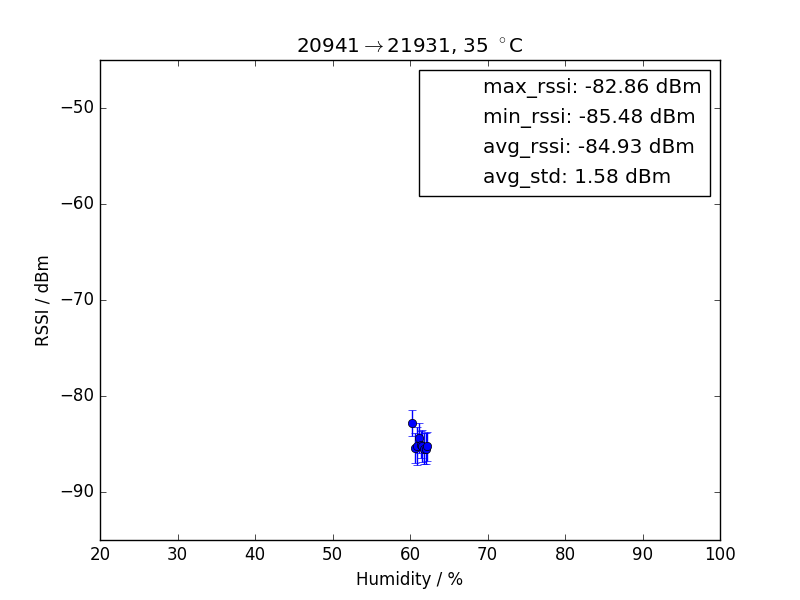 20941→21931, 35 °C
max_rssi: -82.86 dBm
min_rssi: -85.48 dBm
avg_rssi: -84.93 dBm
avg_std: 1.58 dBm
RSSI / dBm
−50
−60
−70
−80
−90
20 30 40 50 60 70 80 90 100
Humidity / %